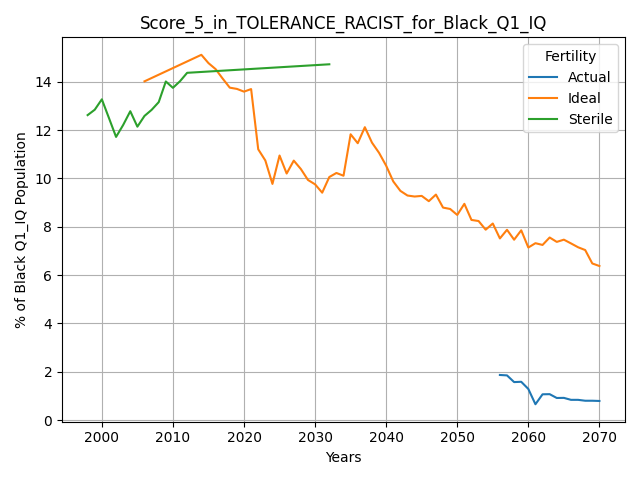 Score_5_in_TOLERANCE_RACIST_for_Black_Q1_IQ
% of Black Q1_IQ Population
14
12
10
8
6
4
2
0
Fertility
Actual
Ideal
Sterile
2000 2010 2020 2030 2040 2050 2060 2070
Years